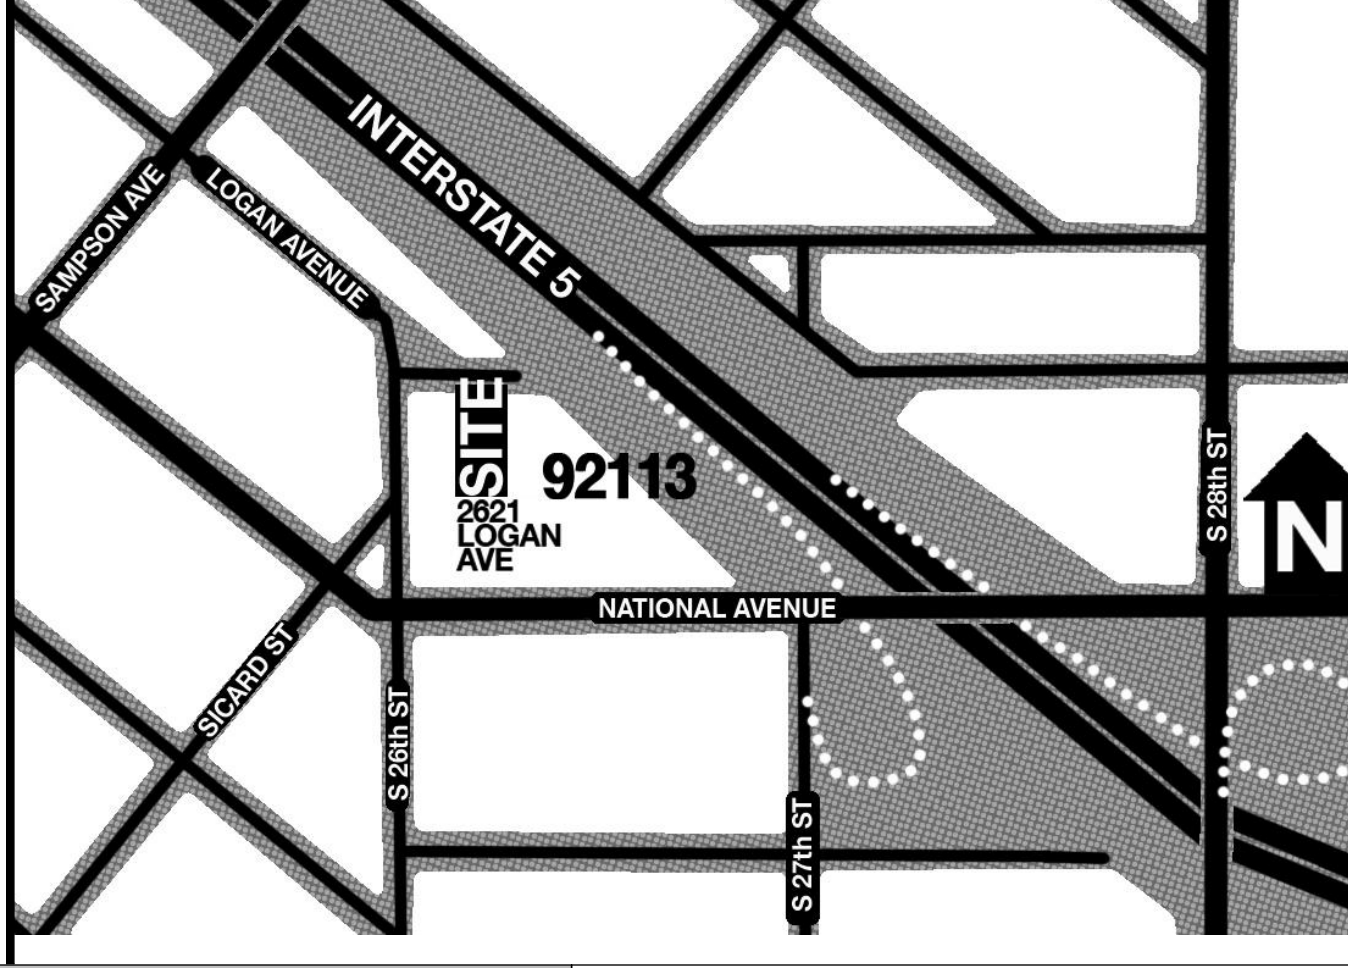 INTERSTATE 5
SAMPSON AVE
LOGAN AVENUE
SITE
92113
2621
LOGAN
AVE
S 28th ST
N
NATIONAL AVENUE
SICARD ST
S 26th ST
S 27th ST